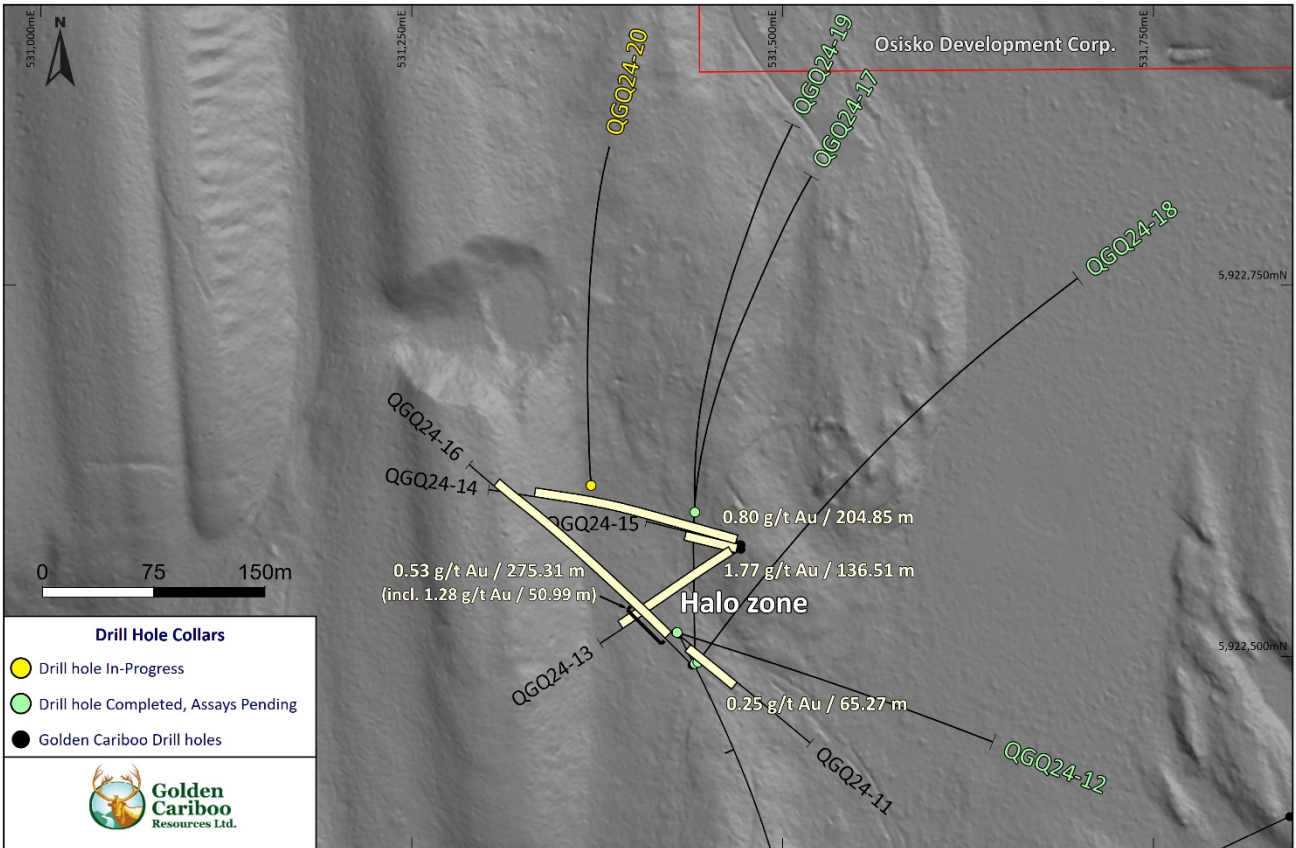 531,000mE
531,250mE
531,500mE
531,750mE
N
Osisko Development Corp.
QGQ24-20
QGQ24-19
QGQ24-17
QGQ24-18
5,922,750mN
QGQ24-16
QGQ24-14
QGQ24-15
0.80 g/t Au / 204.85 m
0.53 g/t Au / 275.31 m
(incl. 1.28 g/t Au / 50.99 m)
1.77 g/t Au / 136.51 m
0 75 150m
Halo zone
QGQ24-13
5,922,500mN
0.25 g/t Au / 65.27 m
QGQ24-12
QGQ24-11
Drill Hole Collars
Drill hole In-Progress
Drill hole Completed, Assays Pending
Golden Cariboo Drill holes
Golden
Cariboo
Resources Ltd.